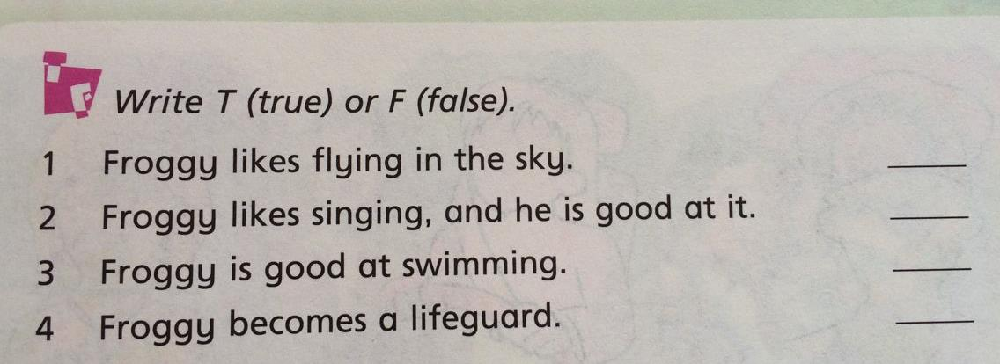 Write T (true) or F (false).
1 Froggy likes flying in the sky.
2 Froggy likes singing, and he is good at it.
3 Froggy is good at swimming.
4 Froggy becomes a lifeguard.